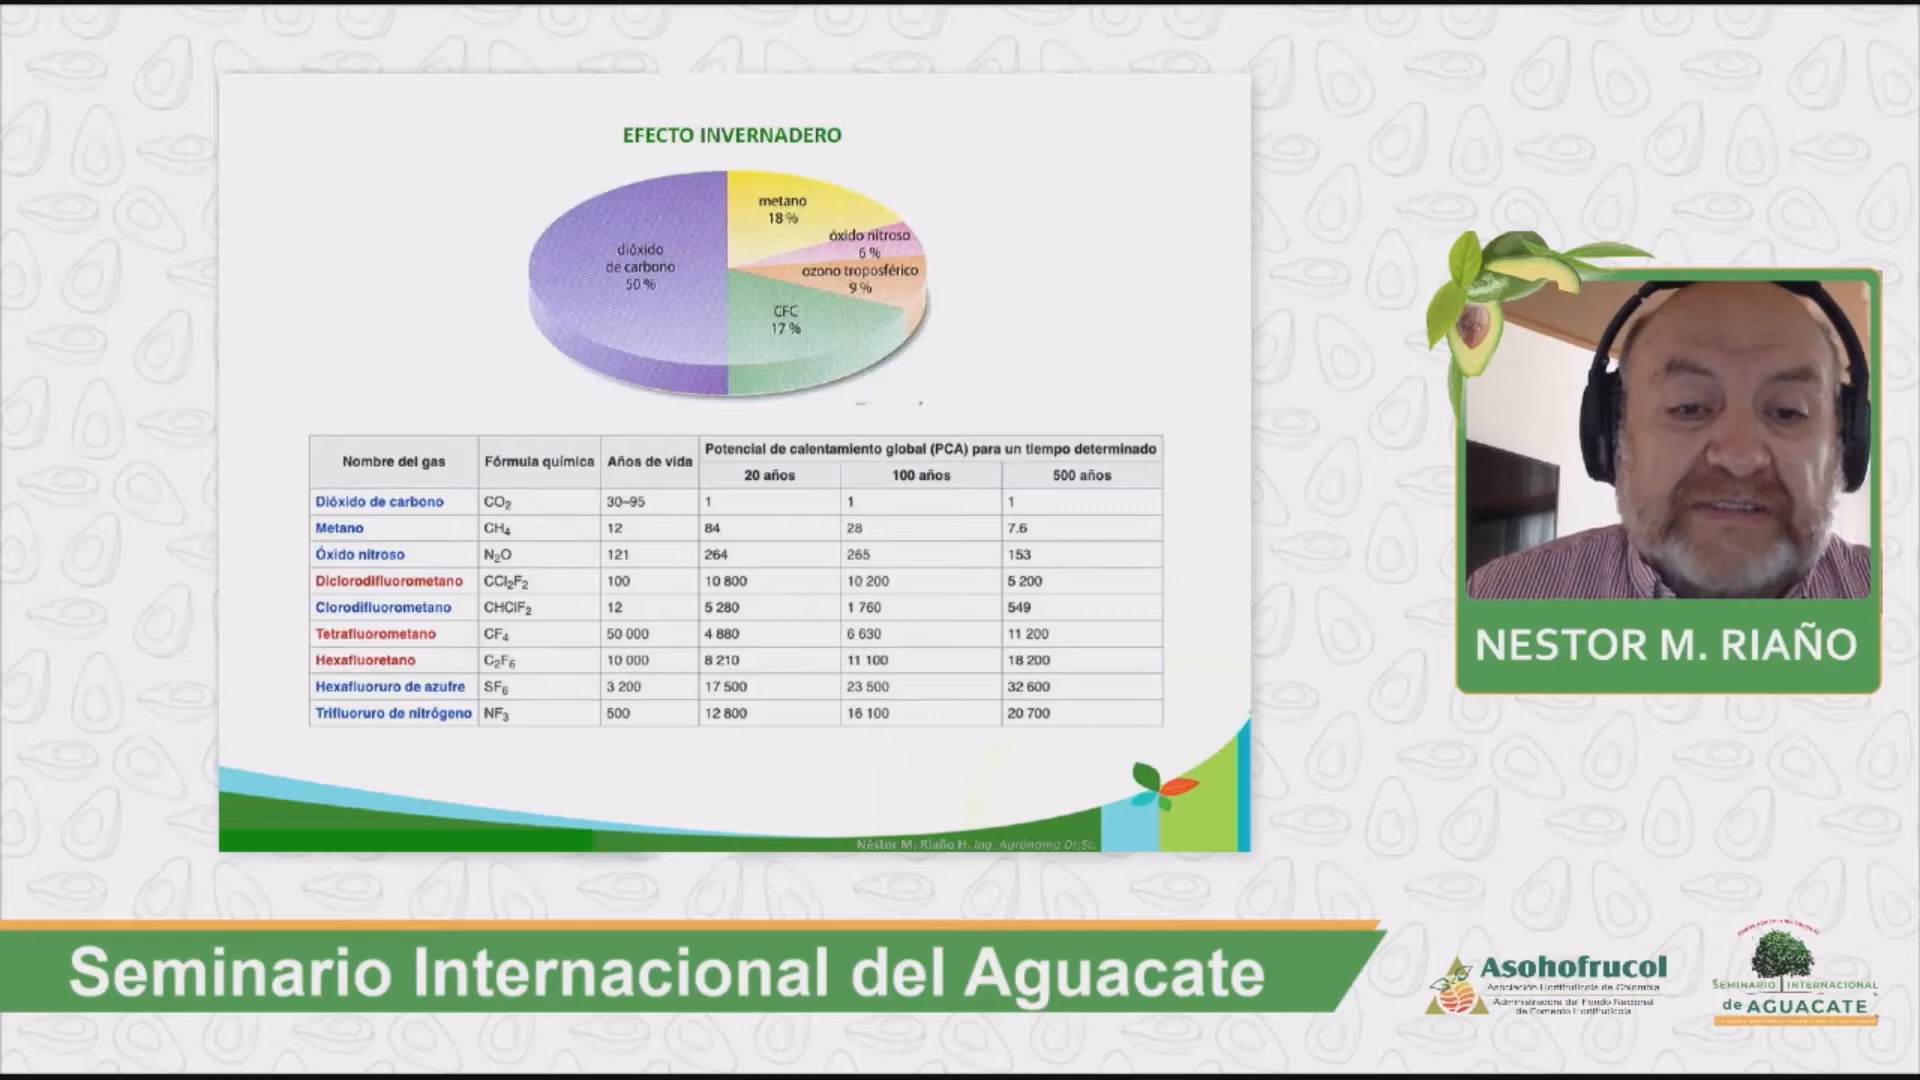 EFECTO INVERNADERO
metano
18 %
óxido nitroso
6 %
dióxido
de carbono
50 %
ozono troposférico
9 %
CFC
17 %
Nombre del gas Fórmula química Años de vida Potencial de calentamiento global (PCA) para un tiempo determinado
20 años 100 años 500 años
Dióxido de carbono CO₂ 30–95 1 1 1
Metano CH₄ 12 84 28 7.6
Óxido nitroso N₂O 121 264 265 153
Diclorodifluorometano CCl₂F₂ 100 10 800 10 200 5 200
Clorodifluorometano CHClF₂ 12 5 280 1 760 549
Tetrafluorometano CF₄ 50 000 4 880 6 630 11 200
Hexafluoretano C₂F₆ 10 000 8 210 11 100 18 200
Hexafluoruro de azufre SF₆ 3 200 17 500 23 500 32 600
Trifluoruro de nitrógeno NF₃ 500 12 800 16 100 20 700
Néstor M. Riaño H. Ing. Agrónomo Dr.Sc.
NESTOR M. RIAÑO
Seminario Internacional del Aguacate
Asohofrucol
Asociación Hortifrutícola de Colombia
Administradora del Fondo Nacional
de Fomento Hortifrutícola
SEMINARIO INTERNACIONAL
de AGUACATE